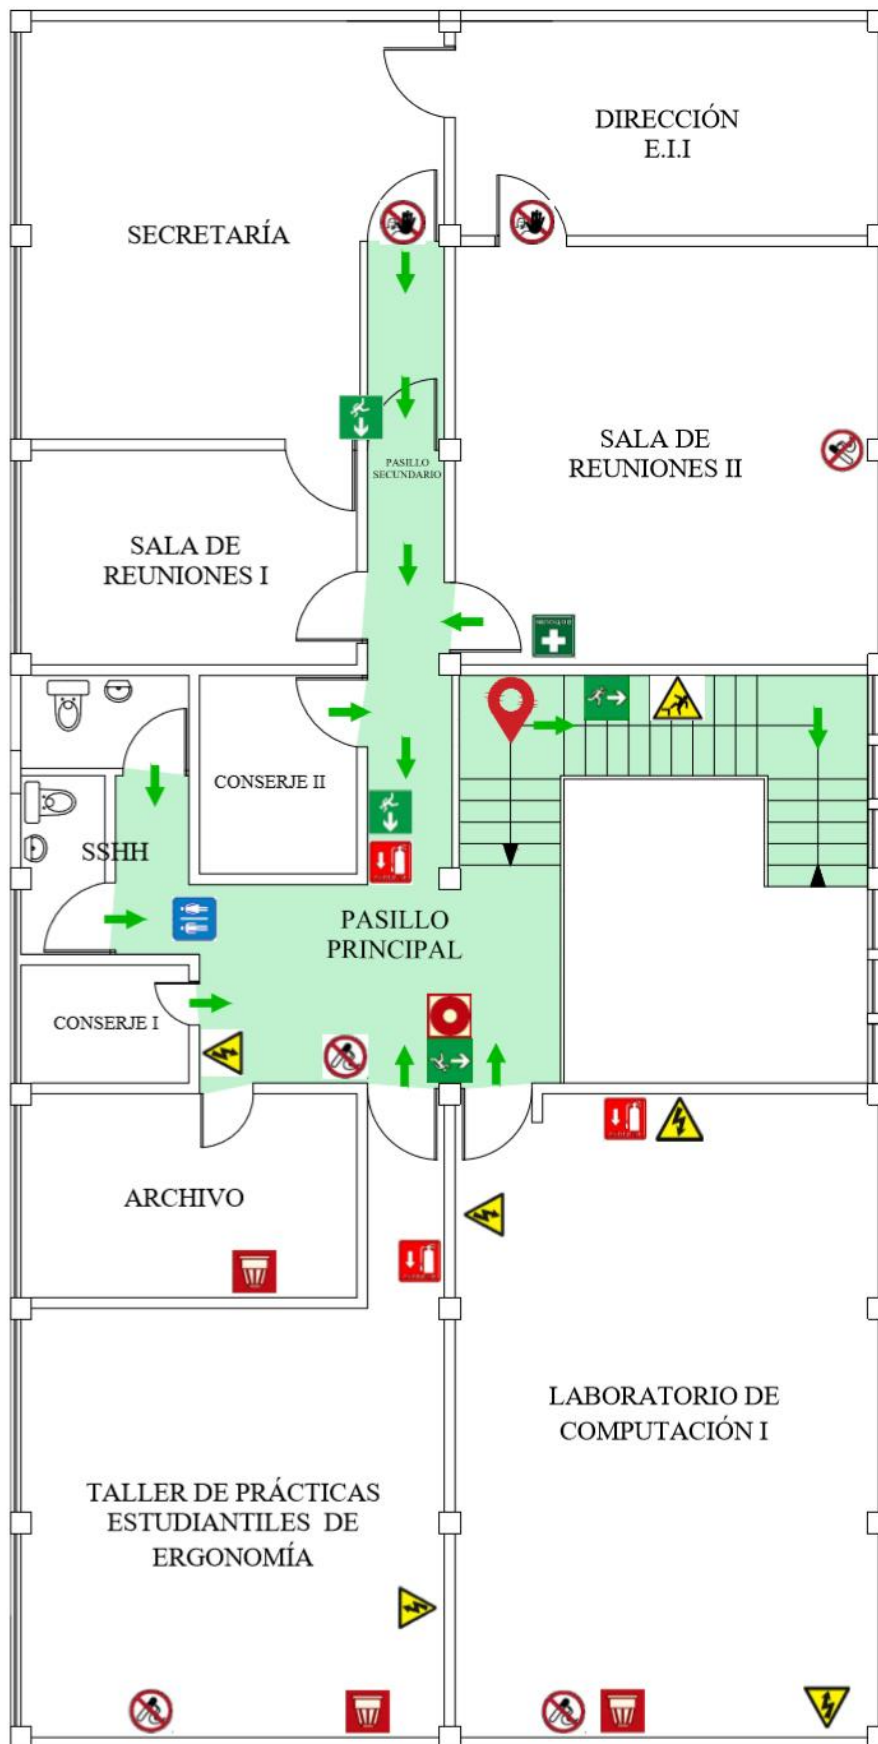 DIRECCIÓN
E.I.I
SECRETARÍA
SALA DE
REUNIONES II
PASILLO
SECUNDARIO
SALA DE
REUNIONES I
CONSERJE II
SSHH
PASILLO
PRINCIPAL
CONSERJE I
ARCHIVO
LABORATORIO DE
COMPUTACIÓN I
TALLER DE PRÁCTICAS
ESTUDIANTILES DE
ERGONOMÍA